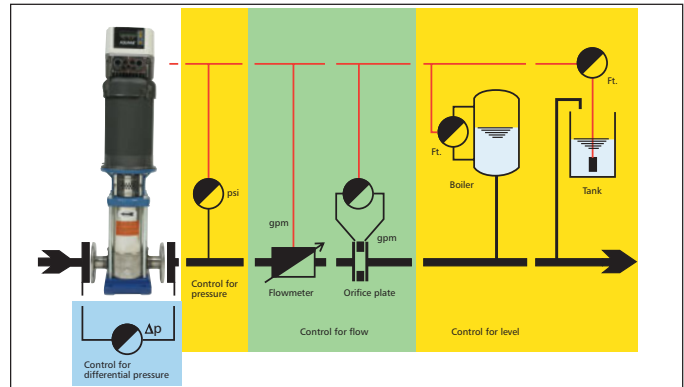 psi
gpm
gpm
Ft.
Ft.
Boiler
Tank
Control for
pressure
Flowmeter
Orifice plate
Control for flow
Control for level
Δp
Control for
differential pressure